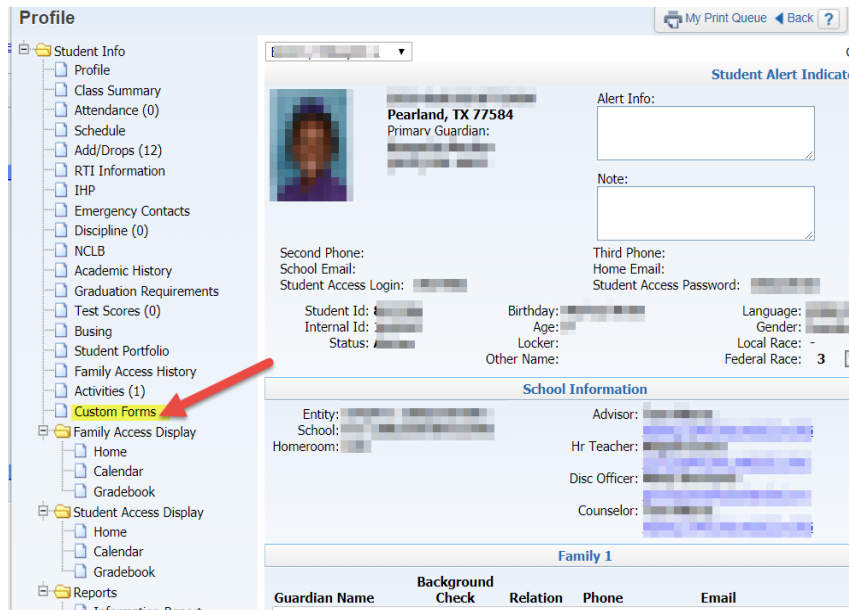 Profile
My Print Queue Back ?
Student Info
Profile
Class Summary
Attendance (0)
Schedule
Add/Drops (12)
RTI Information
IHP
Emergency Contacts
Discipline (0)
NCLB
Academic History
Graduation Requirements
Test Scores (0)
Busing
Student Portfolio
Family Access History
Activities (1)
Custom Forms
Family Access Display
Home
Calendar
Gradebook
Student Access Display
Home
Calendar
Gradebook
Reports
Information Report
Student Alert
Pearland, TX 77584
Primary Guardian:
Alert Info:
Note:
Second Phone:
Third Phone:
School Email:
Home Email:
Student Access Login:
Student Access Password:
Student Id:
Birthday:
Language:
Internal Id:
Age:
Gender:
Status:
Locker:
Local Race: -
Other Name:
Federal Race: 3
School Information
Entity:
Advisor:
School:
Homeroom:
Hr Teacher:
Disc Officer:
Counselor:
Family 1
Guardian Name
Background
Check
Relation
Phone
Email